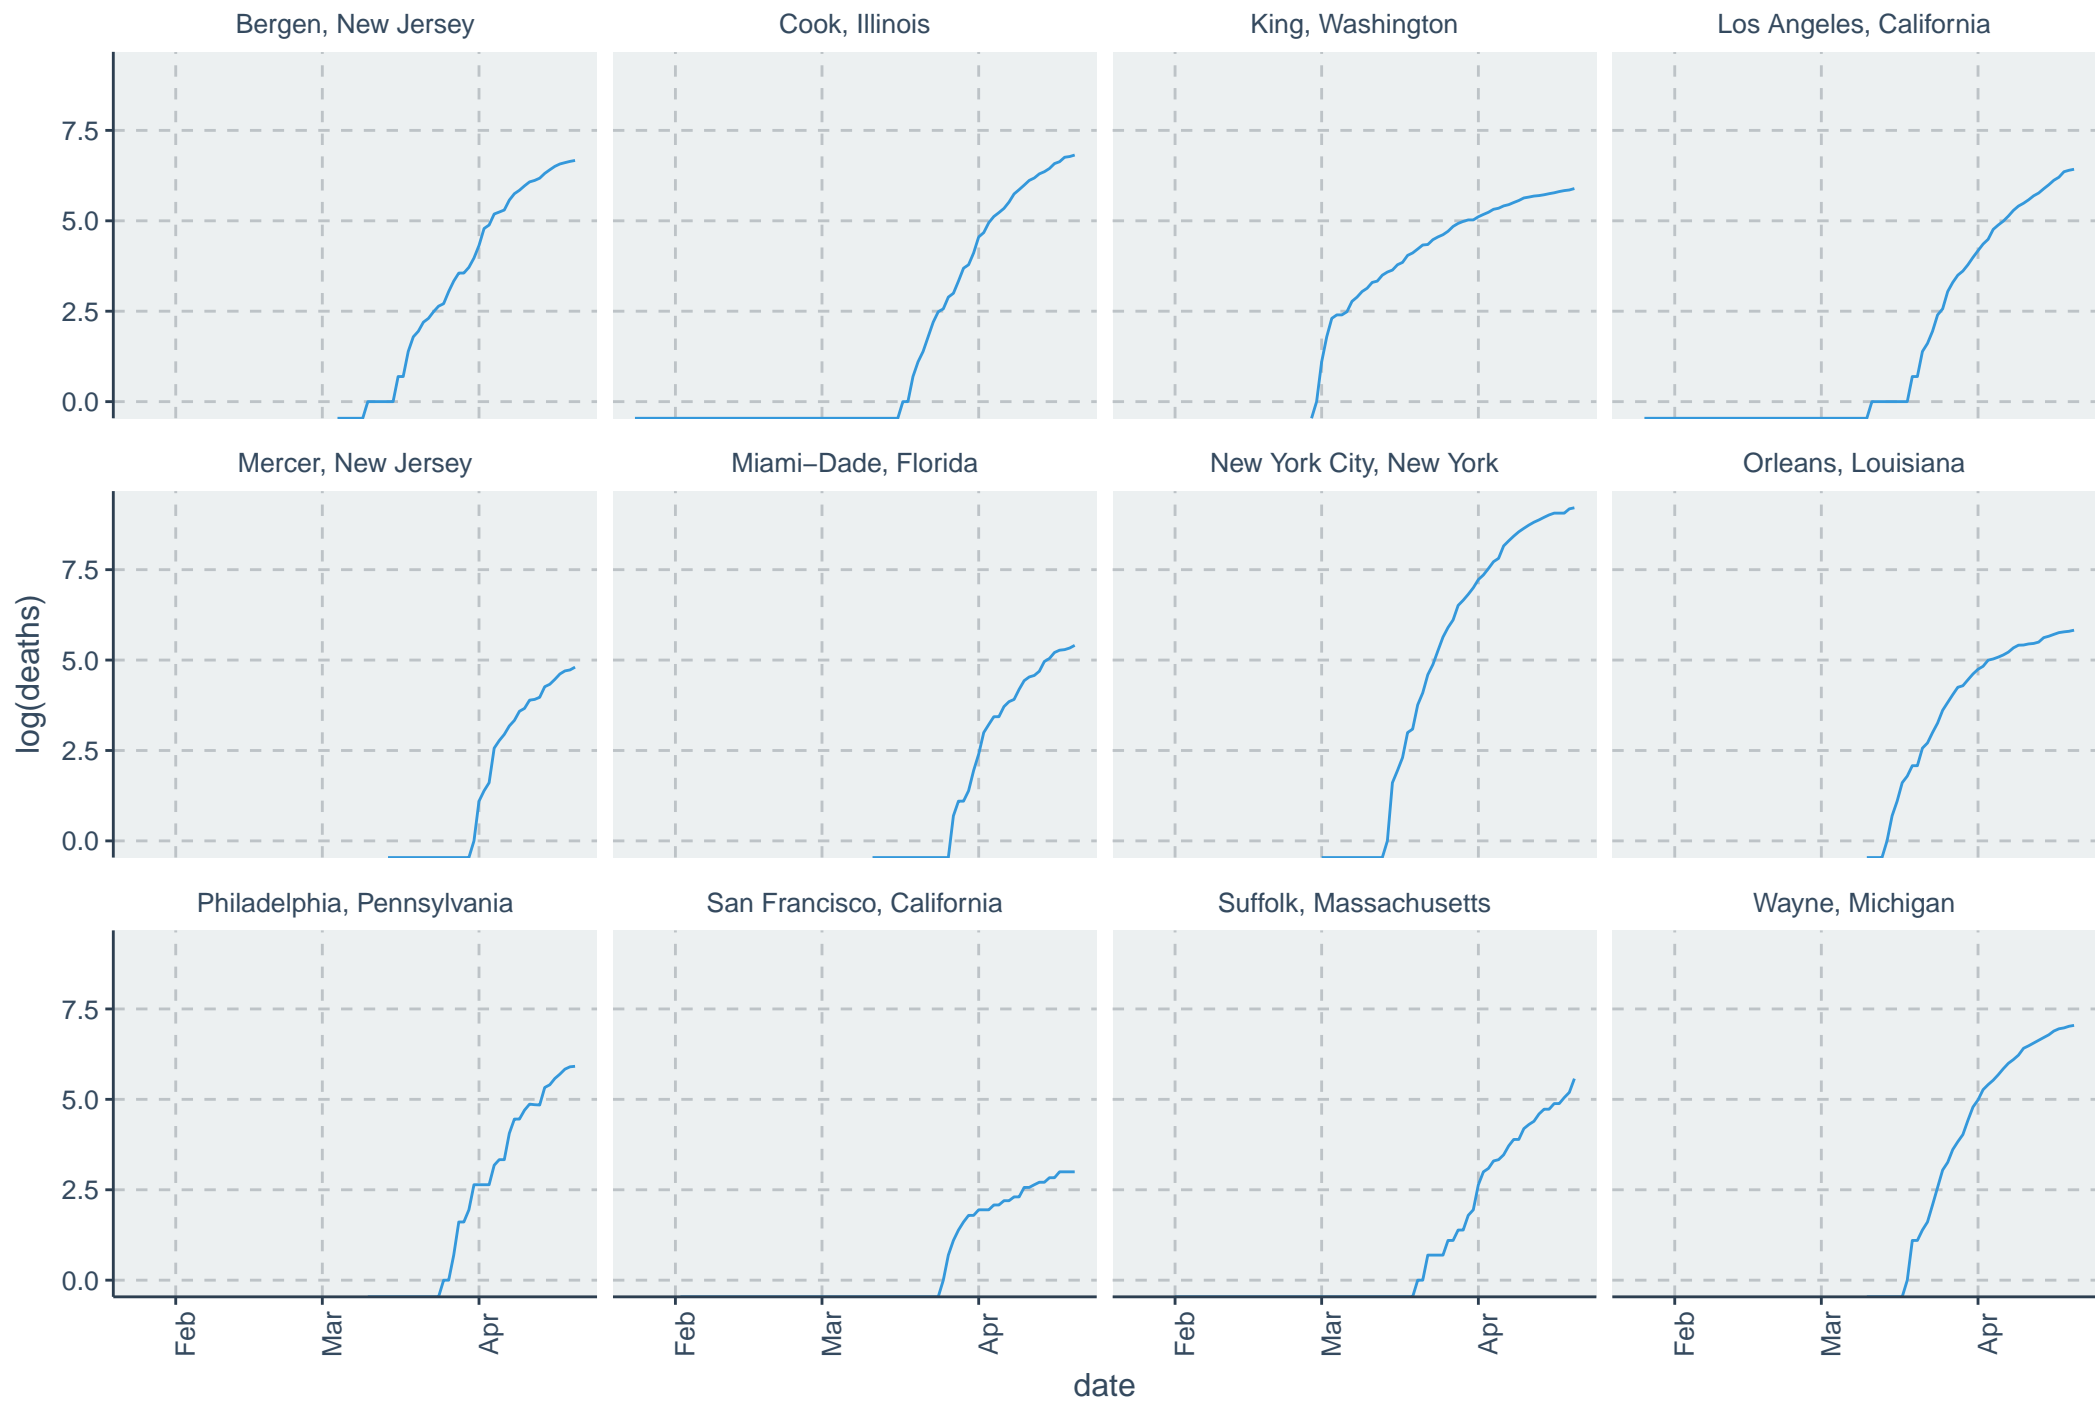 Bergen, New Jersey
Cook, Illinois
King, Washington
Los Angeles, California
7.5
5.0
2.5
0.0
Mercer, New Jersey
Miami−Dade, Florida
New York City, New York
Orleans, Louisiana
7.5
5.0
2.5
0.0
log(deaths)
Philadelphia, Pennsylvania
San Francisco, California
Suffolk, Massachusetts
Wayne, Michigan
7.5
5.0
2.5
0.0
Feb
Mar
Apr
Feb
Mar
Apr
Feb
Mar
Apr
Feb
Mar
Apr
date